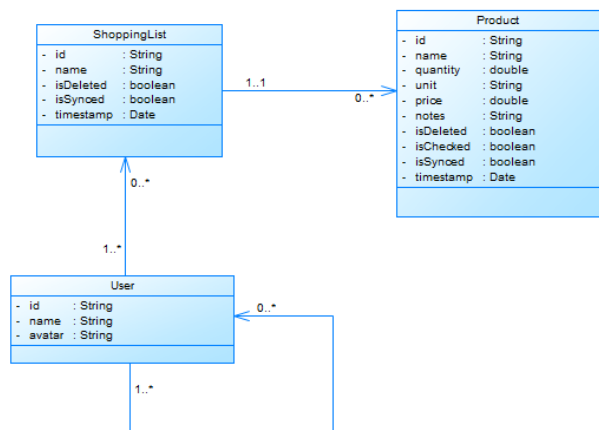 ShoppingList
- id : String
- name : String
- isDeleted : boolean
- isSynced : boolean
- timestamp : Date
1..1
0..*
Product
- id : String
- name : String
- quantity : double
- unit : String
- price : double
- notes : String
- isDeleted : boolean
- isChecked : boolean
- isSynced : boolean
- timestamp : Date
0..*
1..*
User
- id : String
- name : String
- avatar : String
0..*
1..*